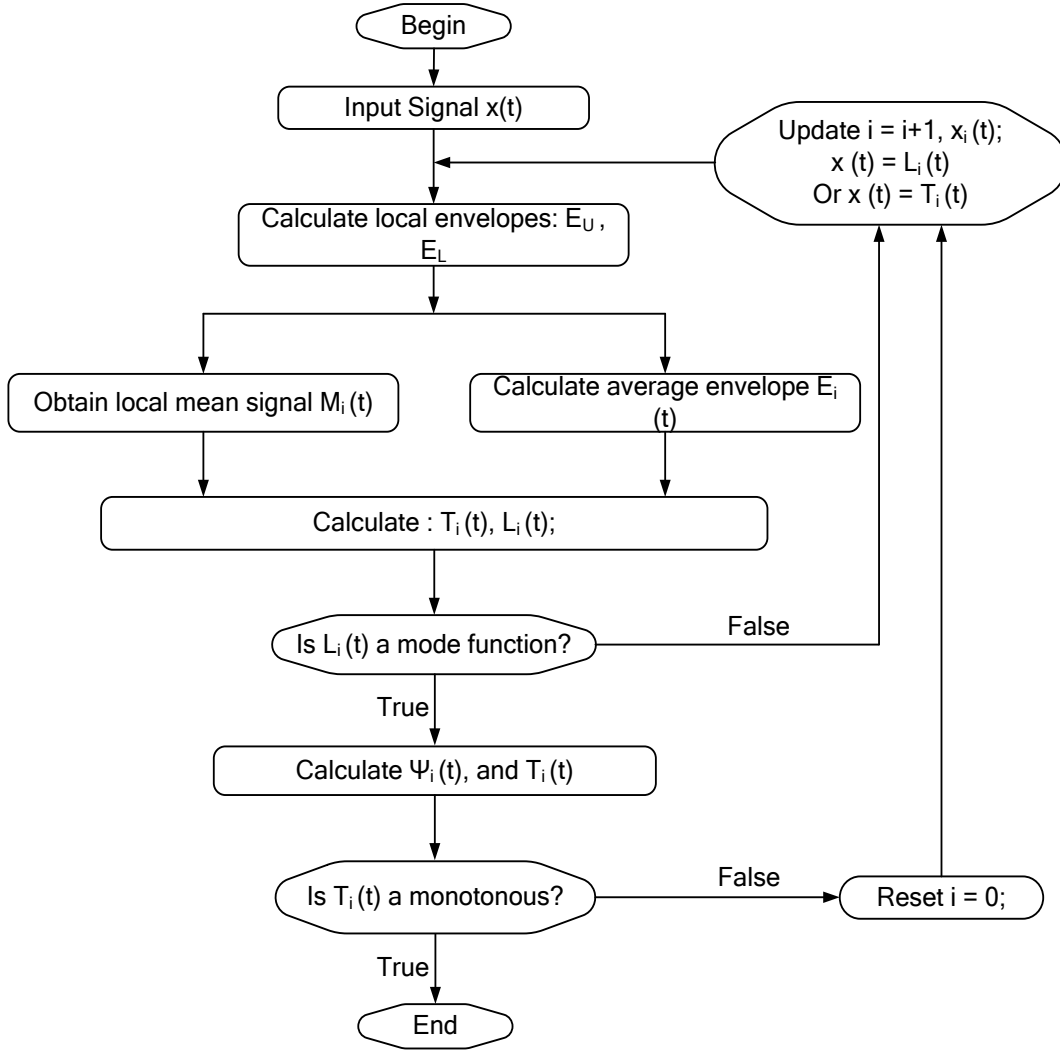 Begin
Input Signal x(t)
Update i = i+1, xᵢ(t);
x (t) = Lᵢ(t)
Or x (t) = Tᵢ(t)
Calculate local envelopes: E_U ,
E_L
Obtain local mean signal Mᵢ(t)
Calculate average envelope Eᵢ
(t)
Calculate : Tᵢ(t), Lᵢ(t);
Is Lᵢ(t) a mode function?
False
True
Calculate Ψᵢ(t), and Tᵢ(t)
Is Tᵢ(t) a monotonous?
False
Reset i = 0;
True
End